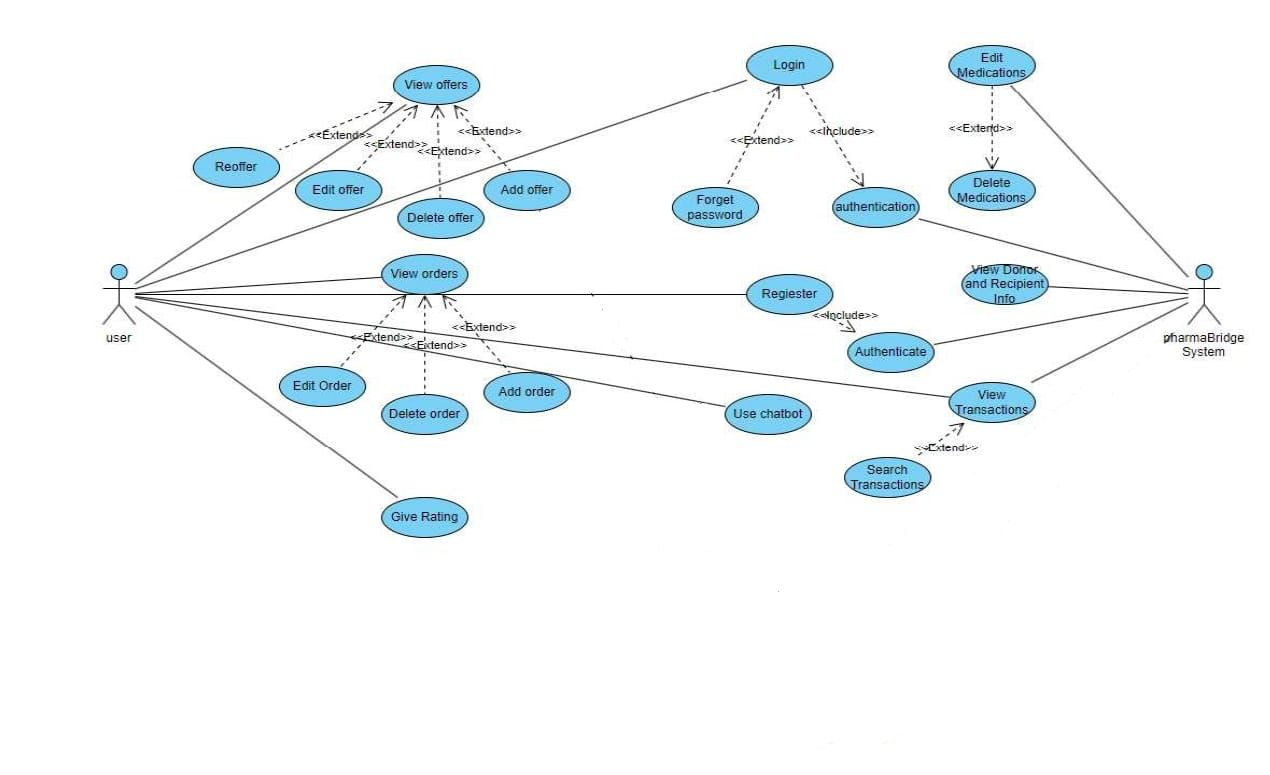 Login
Edit
Medications
View offers
<<Extend>>
<<Extend>>
<<Extend>>
<<Extend>>
<<Extend>>
<<Include>>
<<Extend>>
Reoffer
Edit offer
Delete offer
Add offer
Forget
password
authentication
Delete
Medications
View orders
Regiester
<<Include>>
View Donor
and Recipient
Info
user
pharmaBridge
System
<<Extend>>
<<Extend>>
<<Extend>>
Authenticate
Edit Order
Delete order
Add order
Use chatbot
View
Transactions
<<Extend>>
Search
Transactions
Give Rating